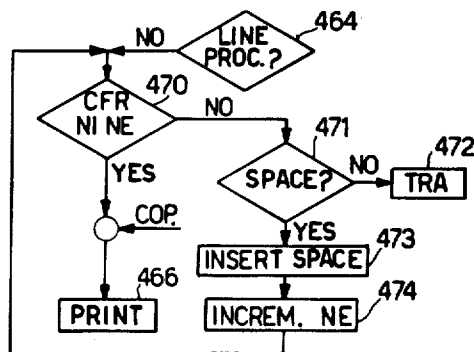 NO
LINE
PROC.?
464
CFR
NI NE
470
NO
471
472
YES
SPACE?
NO
TRA
COP.
YES
473
466
INSERT SPACE
474
PRINT
INCREM. NE